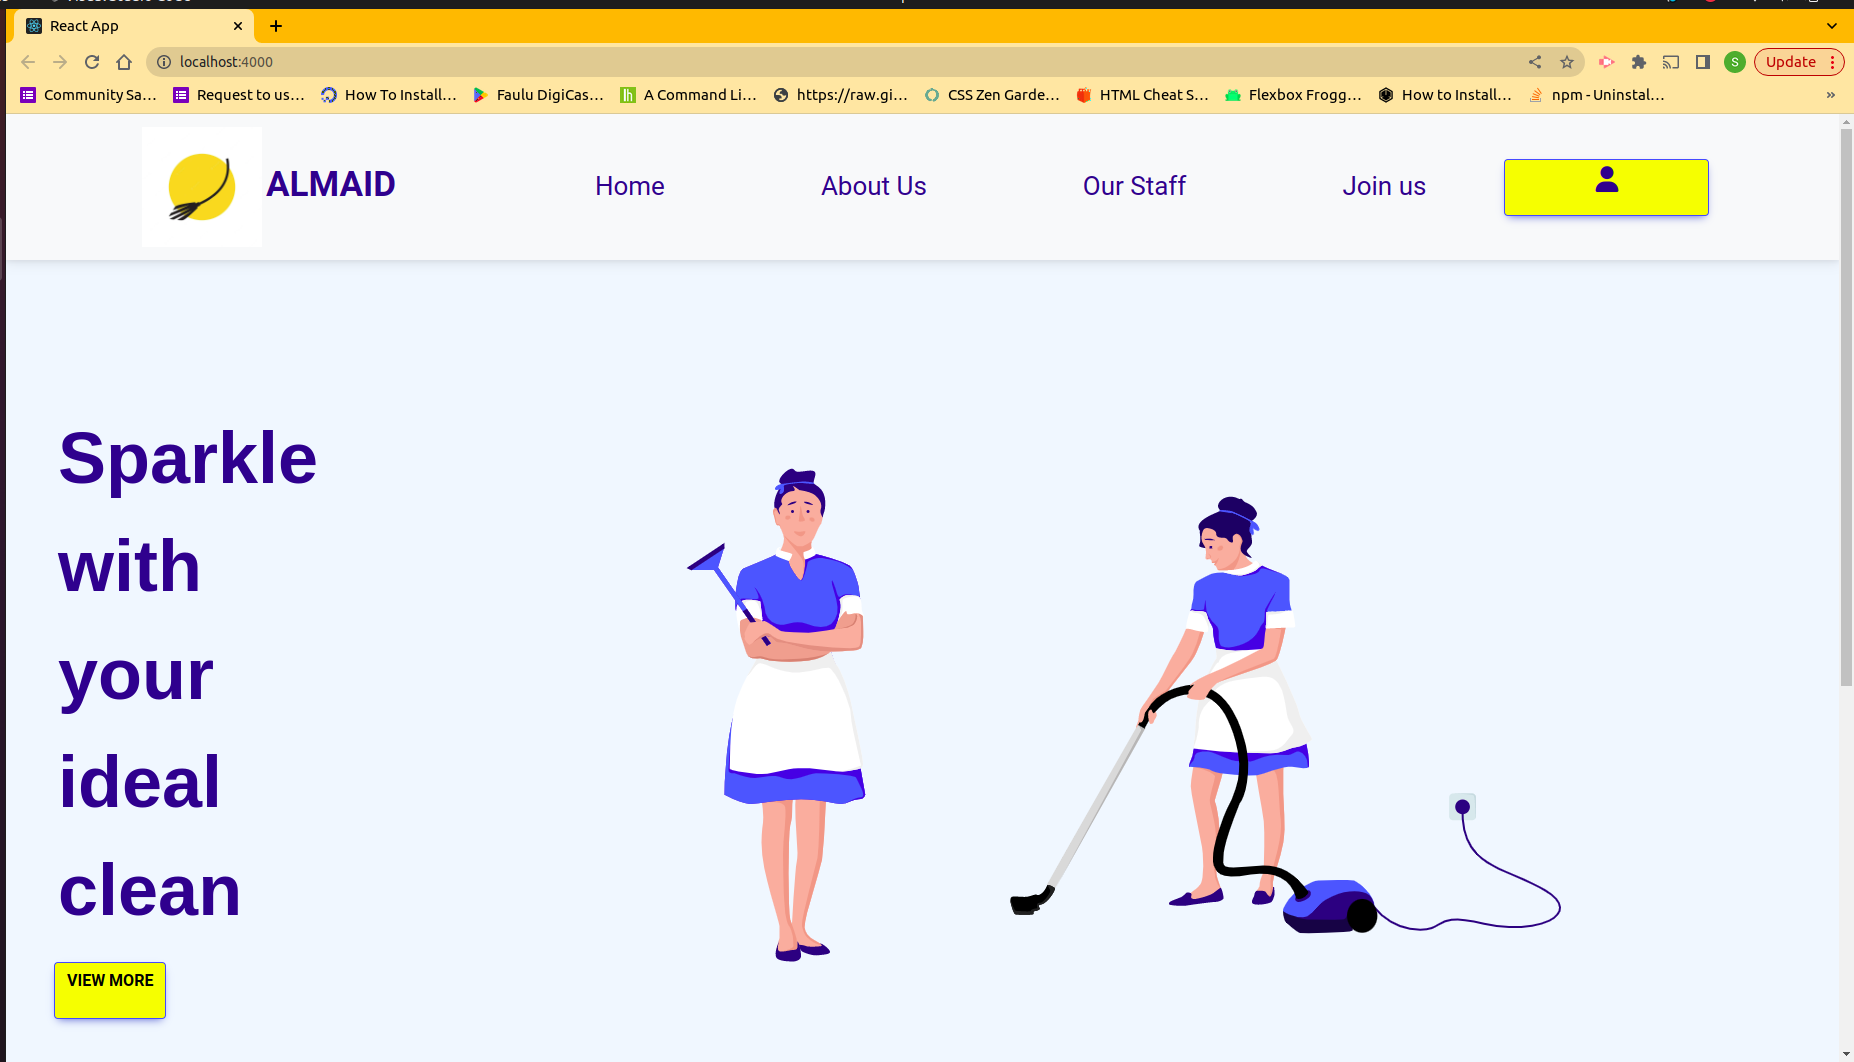 React App
localhost:4000
S
Update
Community Sa...
Request to us...
How To Install...
Faulu DigiCas...
A Command Li...
https://raw.gi...
CSS Zen Garde...
HTML Cheat S...
Flexbox Frogg...
How to Install...
npm - Uninstal...
»
ALMAID
Home
About Us
Our Staff
Join us
Sparkle
with
your
ideal
clean
VIEW MORE